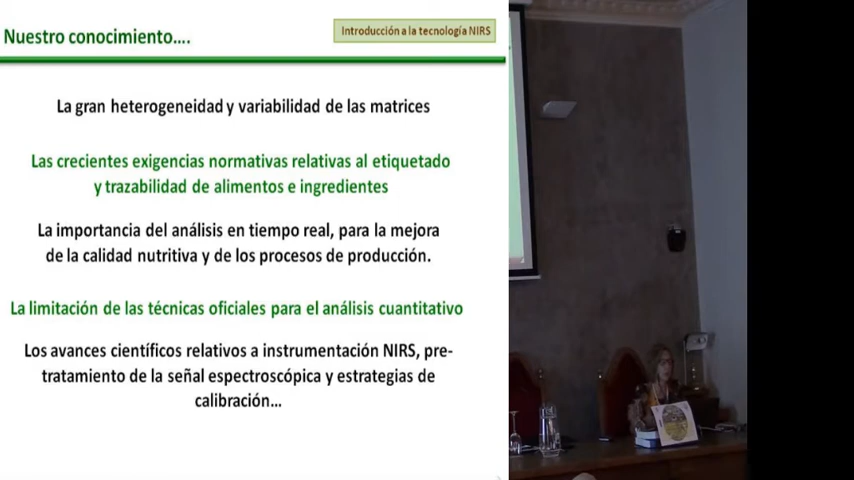 Nuestro conocimiento....
Introducción a la tecnología NIRS
La gran heterogeneidad y variabilidad de las matrices
Las crecientes exigencias normativas relativas al etiquetado
y trazabilidad de alimentos e ingredientes
La importancia del análisis en tiempo real, para la mejora
de la calidad nutritiva y de los procesos de producción.
La limitación de las técnicas oficiales para el análisis cuantitativo
Los avances científicos relativos a instrumentación NIRS, pre-
tratamiento de la señal espectroscópica y estrategias de
calibración...